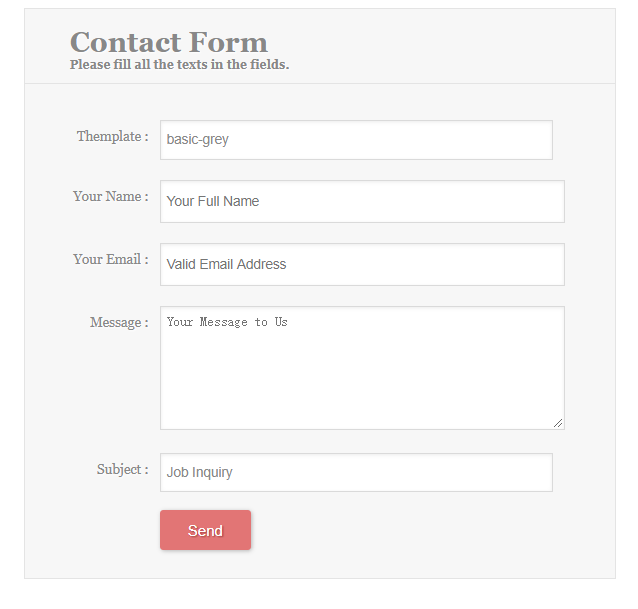 Contact Form
Please fill all the texts in the fields.
Themplate : basic-grey
Your Name : Your Full Name
Your Email : Valid Email Address
Message : Your Message to Us
Subject : Job Inquiry
Send